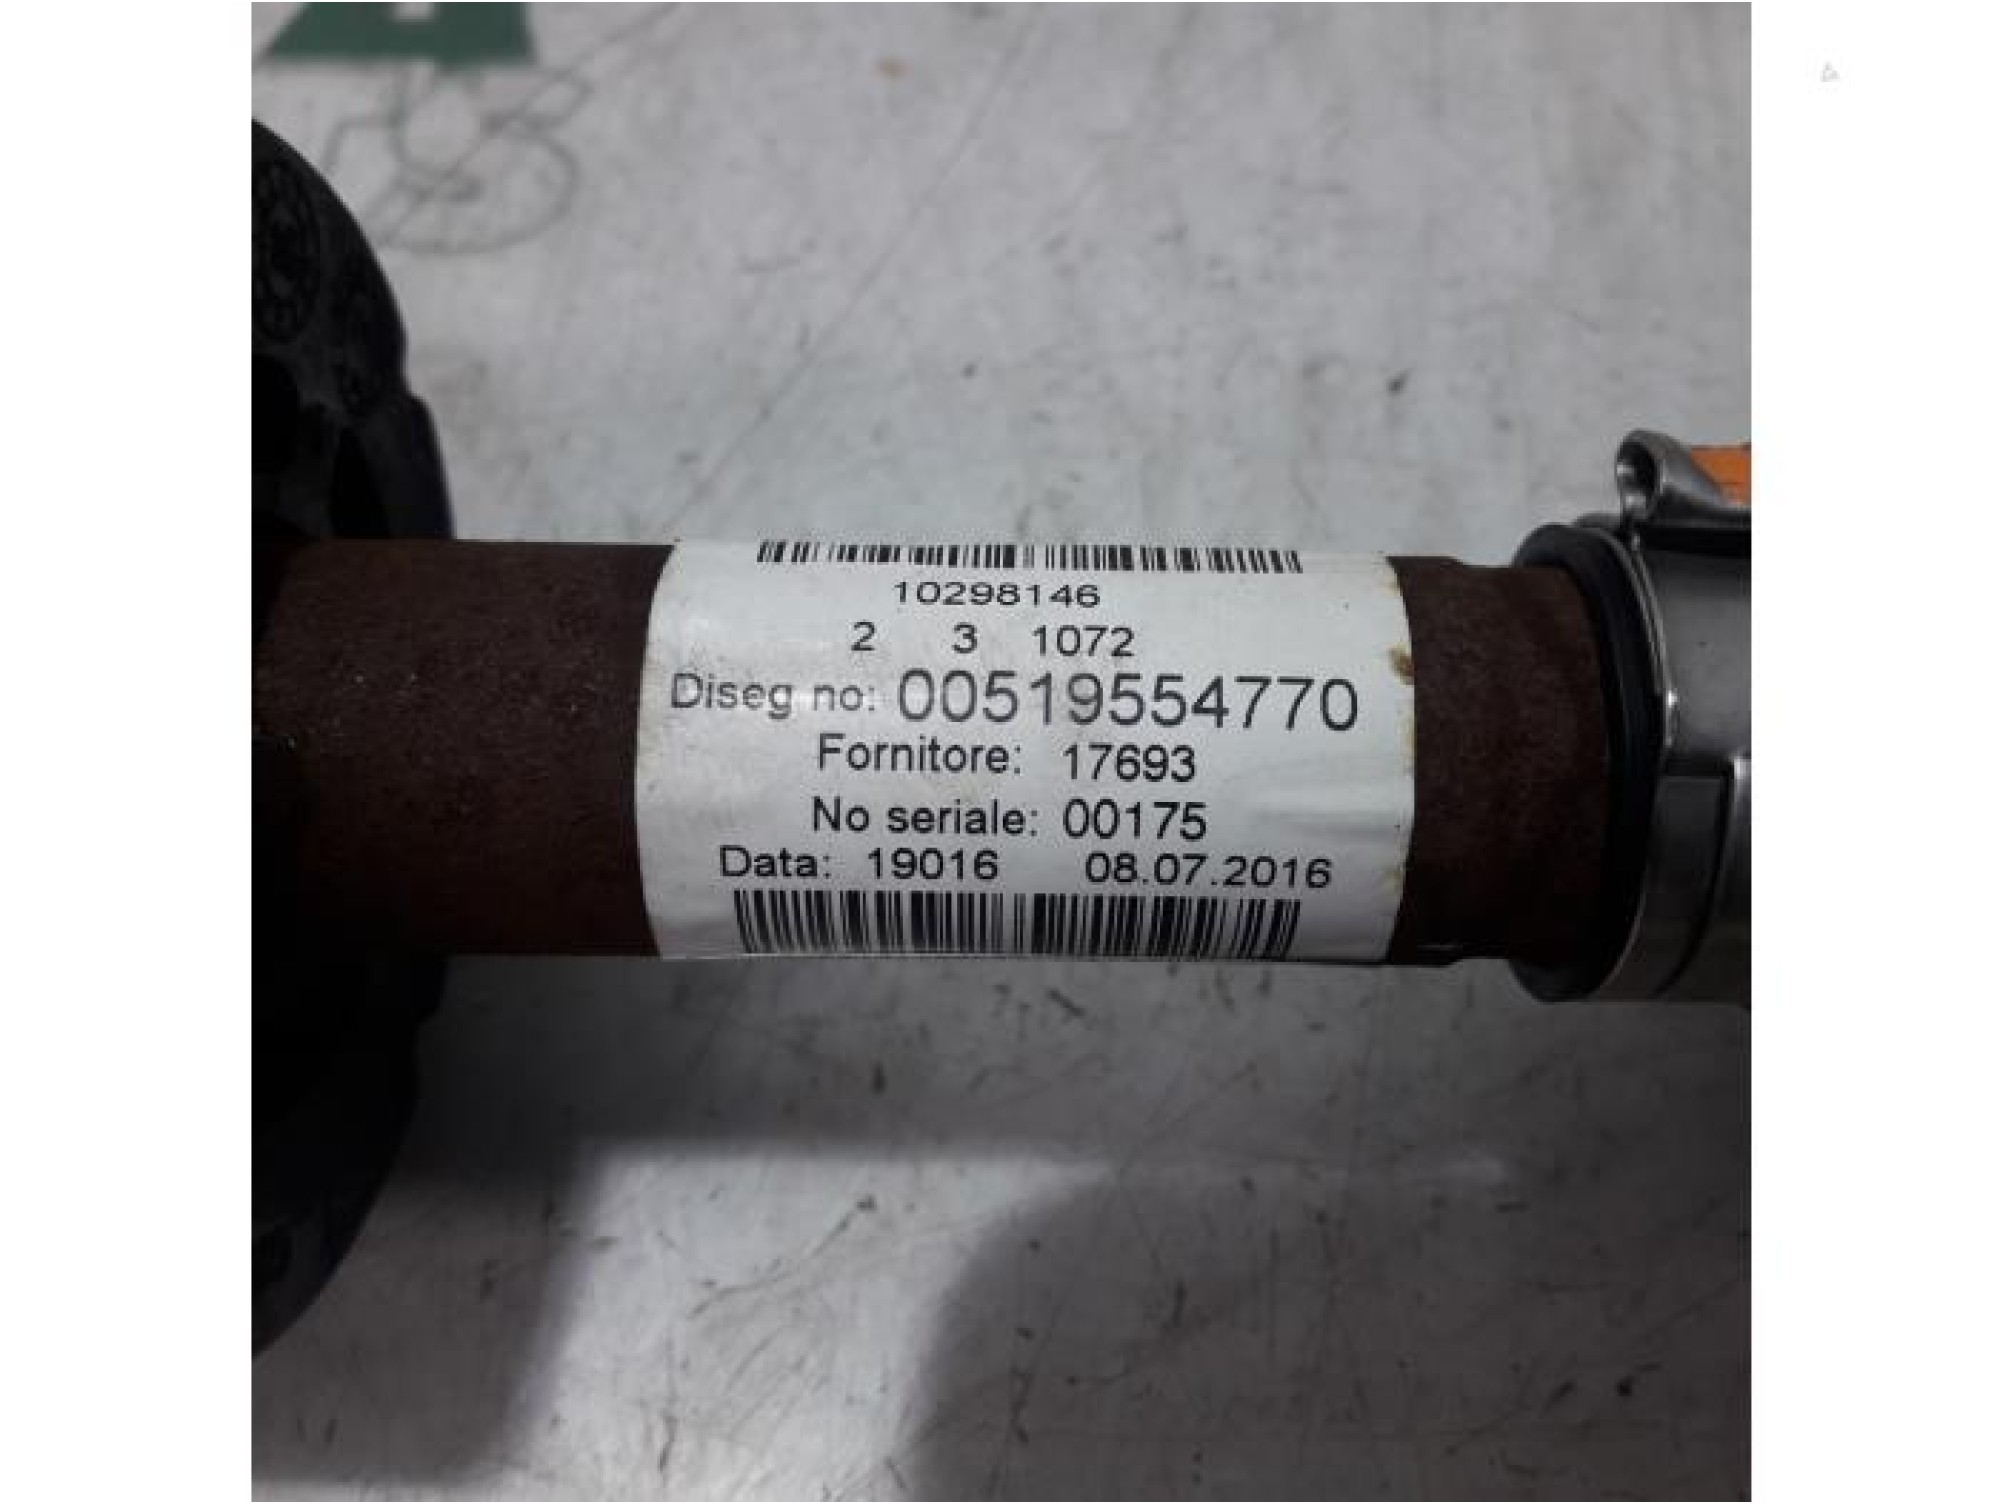 10298146
2 3 1072
Diseg no: 00519554770
Fornitore: 17693
No seriale: 00175
Data: 19016 08.07.2016